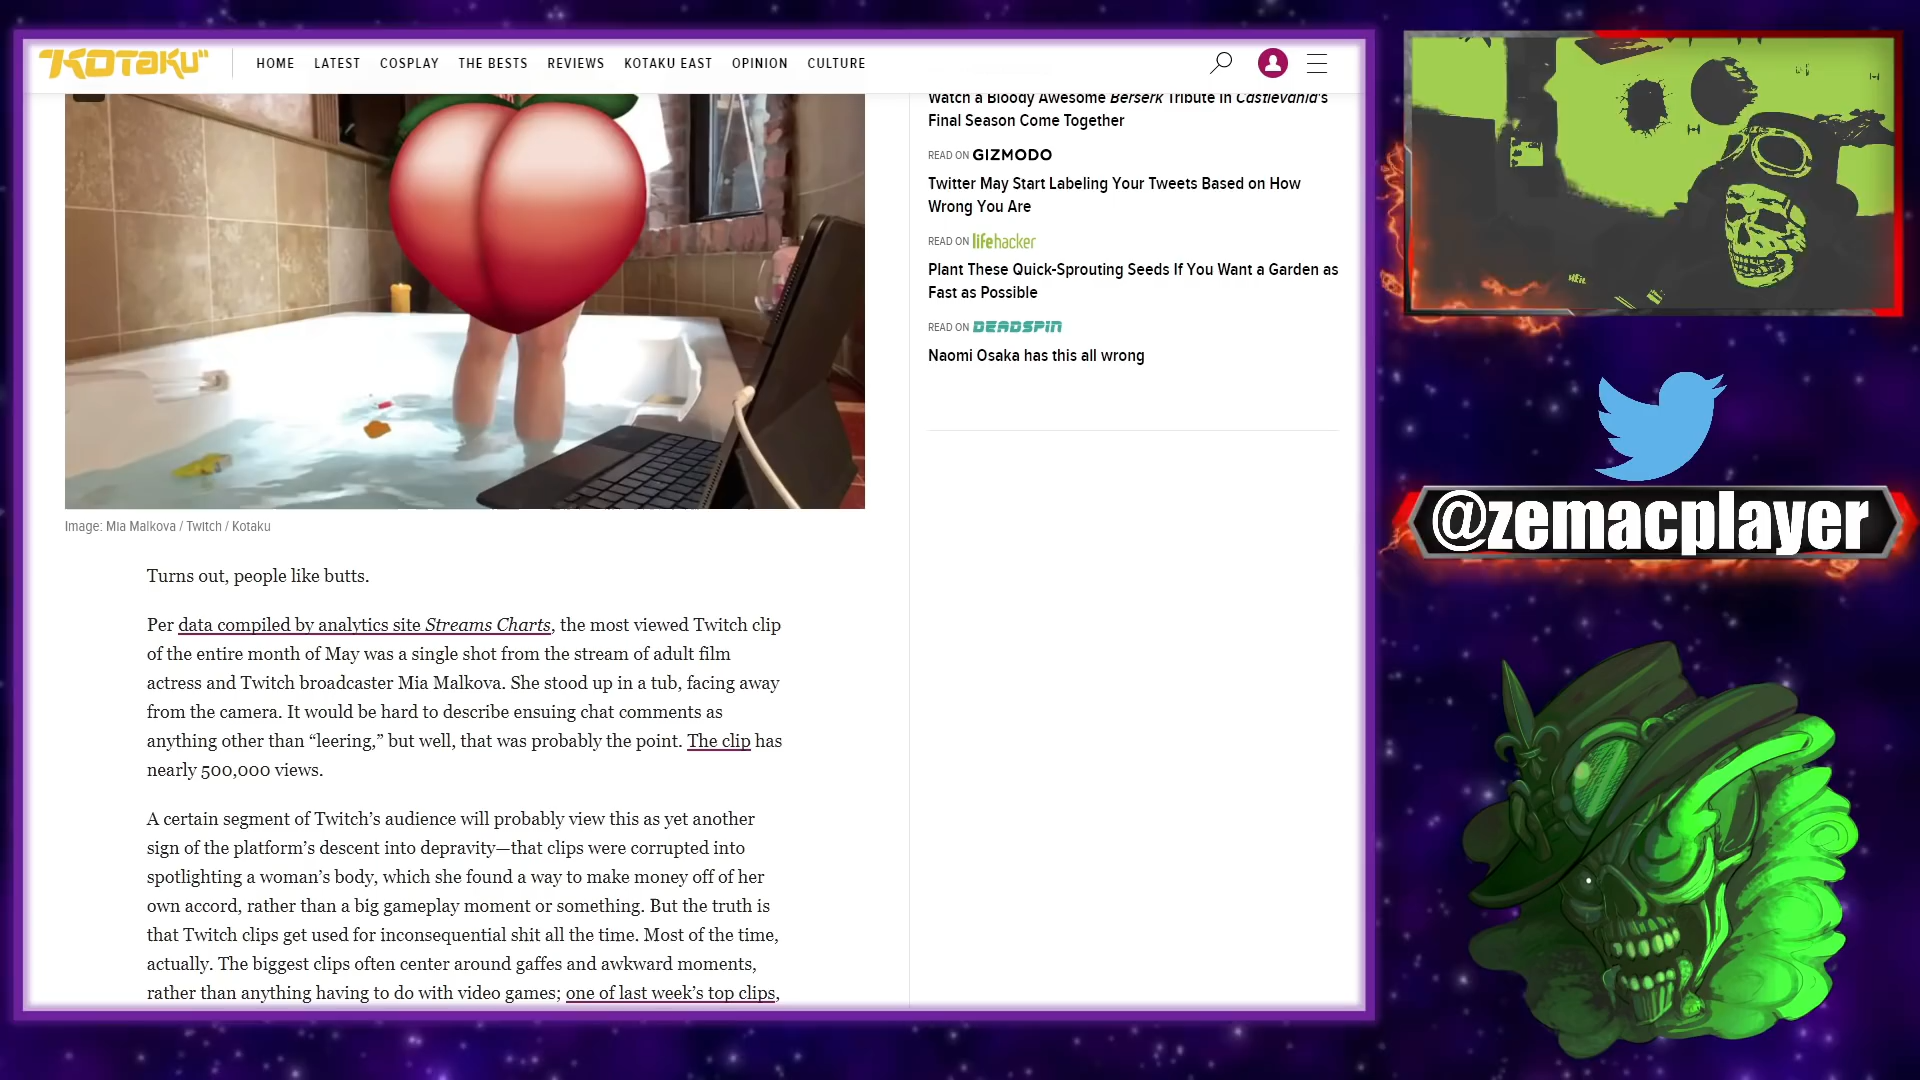 KOTAKU
HOME LATEST COSPLAY THE BESTS REVIEWS KOTAKU EAST OPINION CULTURE
Image: Mia Malkova / Twitch / Kotaku
Turns out, people like butts.
Per data compiled by analytics site Streams Charts, the most viewed Twitch clip
of the entire month of May was a single shot from the stream of adult film
actress and Twitch broadcaster Mia Malkova. She stood up in a tub, facing away
from the camera. It would be hard to describe ensuing chat comments as
anything other than “leering,” but well, that was probably the point. The clip has
nearly 500,000 views.
A certain segment of Twitch’s audience will probably view this as yet another
sign of the platform’s descent into depravity—that clips were corrupted into
spotlighting a woman’s body, which she found a way to make money off of her
own accord, rather than a big gameplay moment or something. But the truth is
that Twitch clips get used for inconsequential shit all the time. Most of the time,
actually. The biggest clips often center around gaffes and awkward moments,
rather than anything having to do with video games; one of last week’s top clips,
Watch a Bloody Awesome Berserk Tribute in Castlevania's
Final Season Come Together
READ ON GIZMODO
Twitter May Start Labeling Your Tweets Based on How
Wrong You Are
READ ON lifehacker
Plant These Quick-Sprouting Seeds If You Want a Garden as
Fast as Possible
READ ON DEADSPIN
Naomi Osaka has this all wrong
@zemacplayer